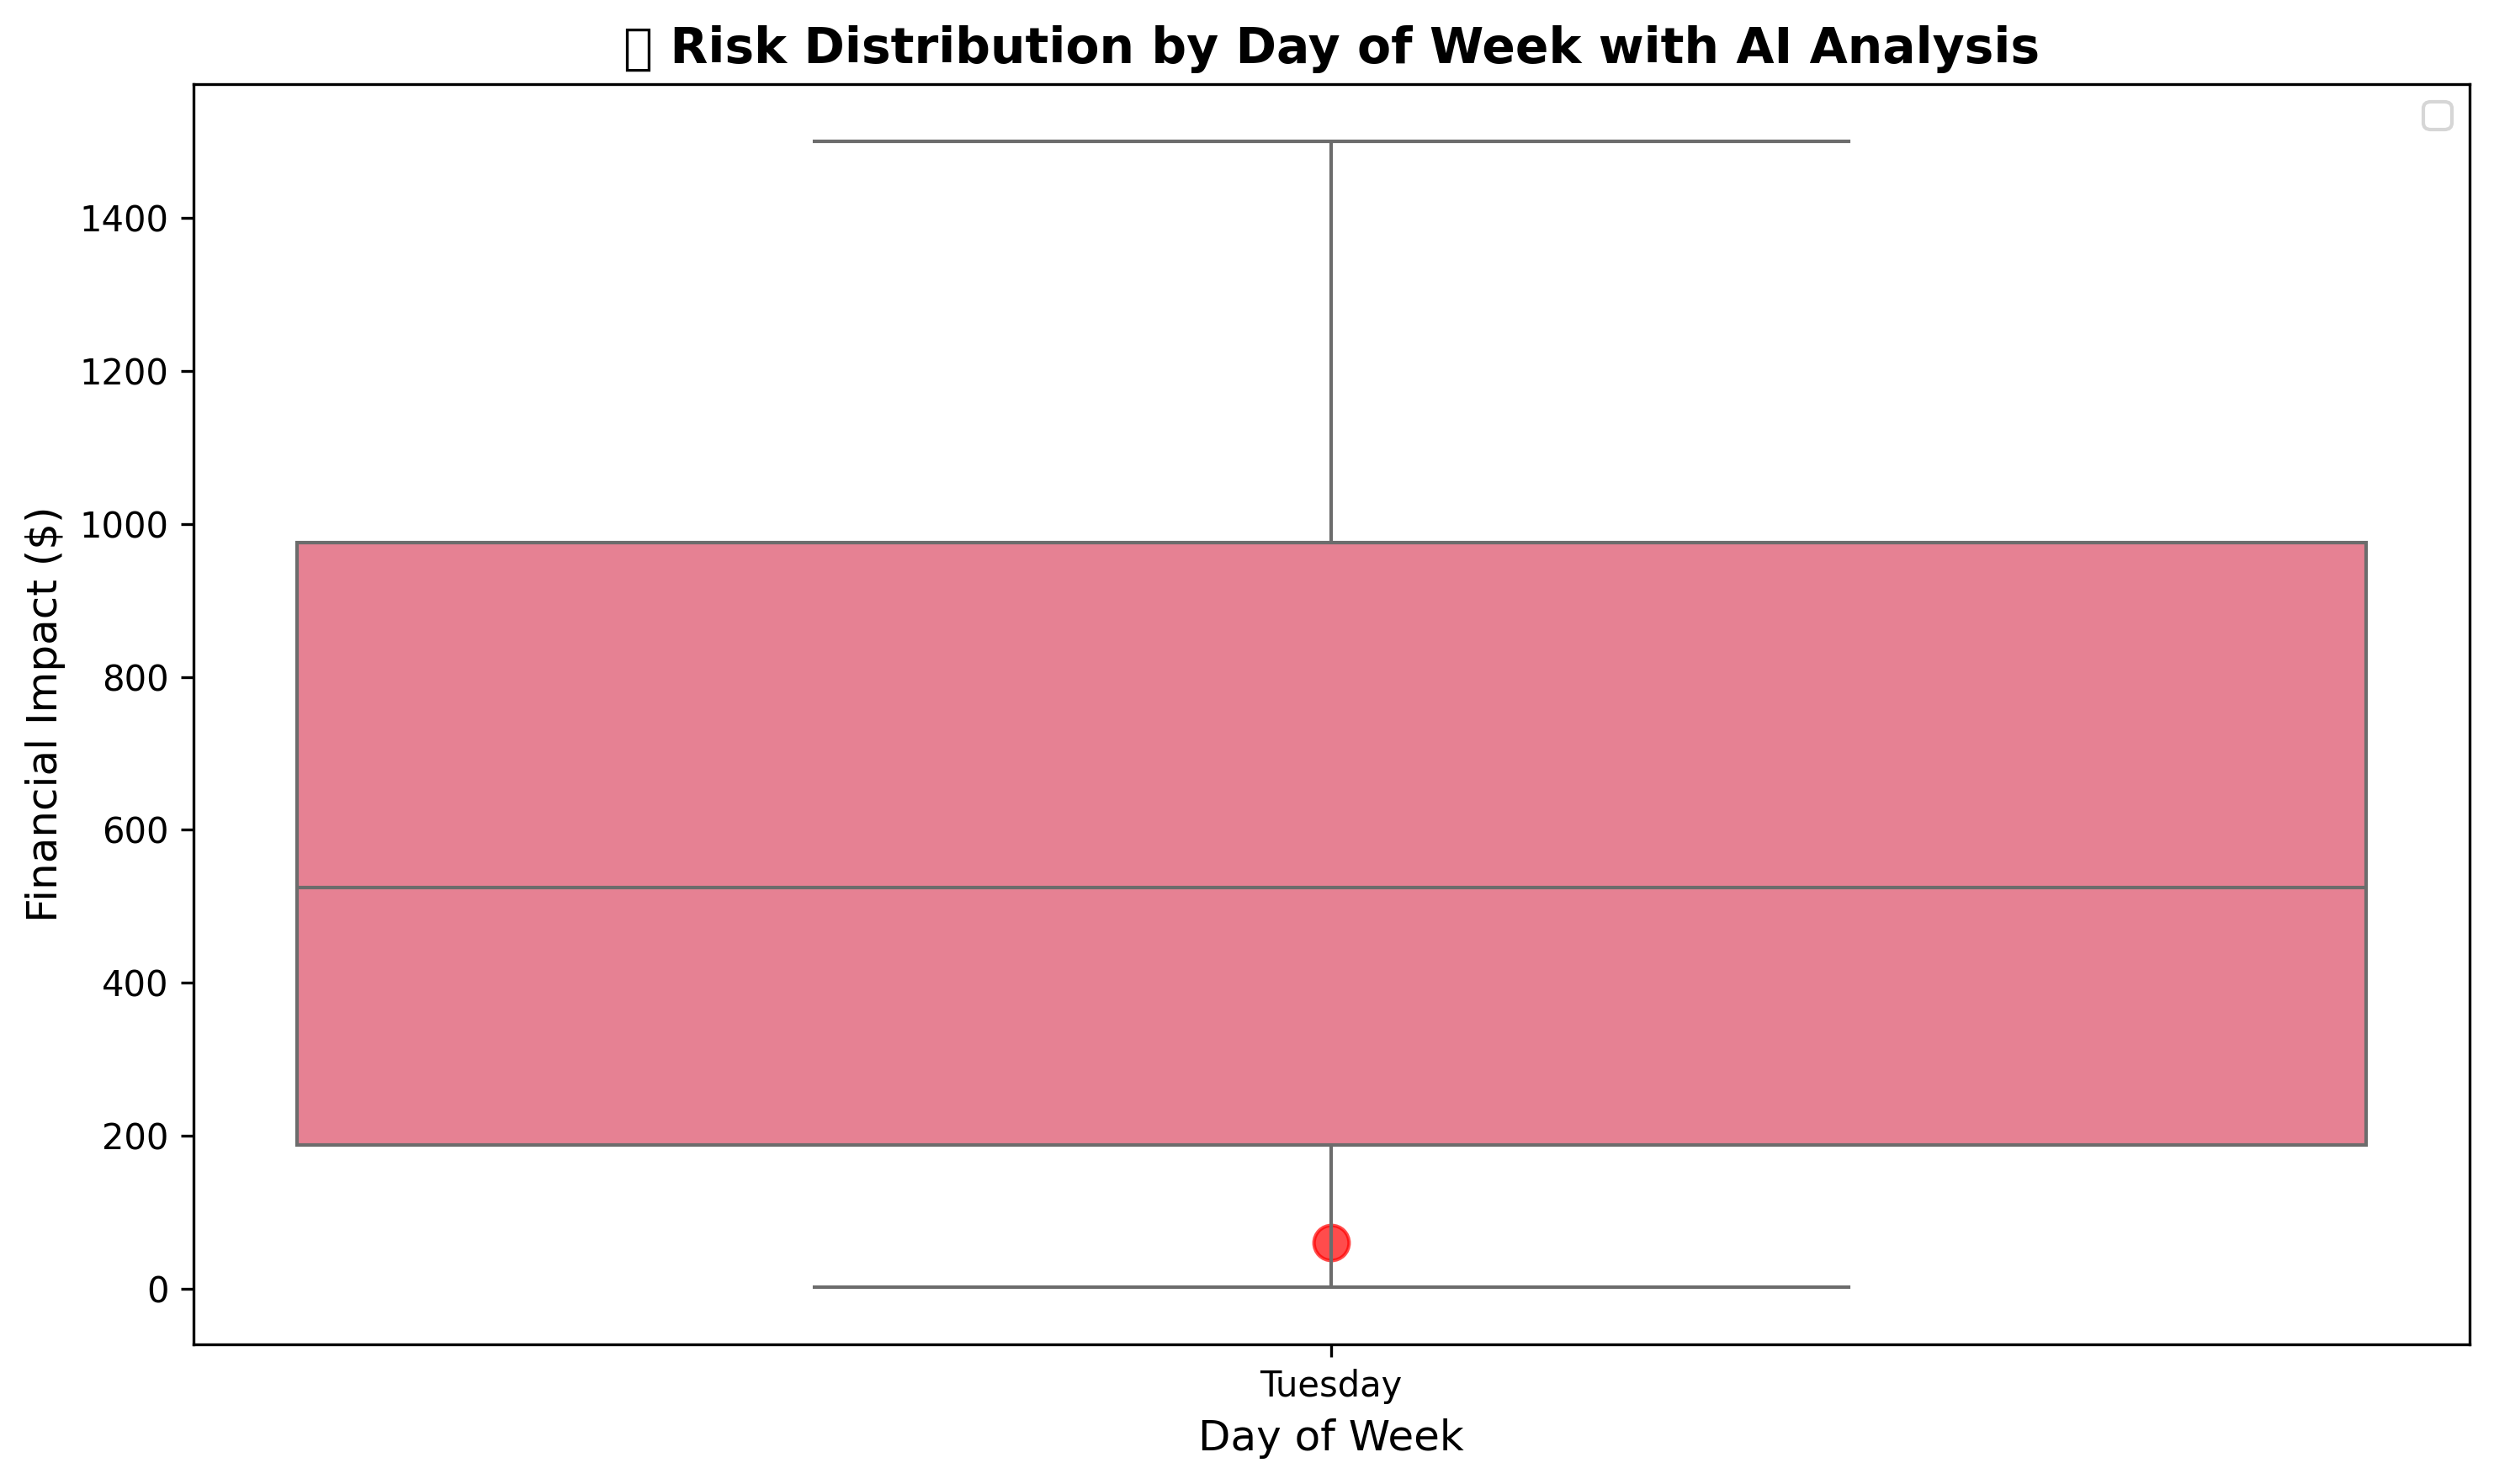 Risk Distribution by Day of Week with AI Analysis
Financial Impact ($)
1400
1200
1000
800
600
400
200
0
Tuesday
Day of Week